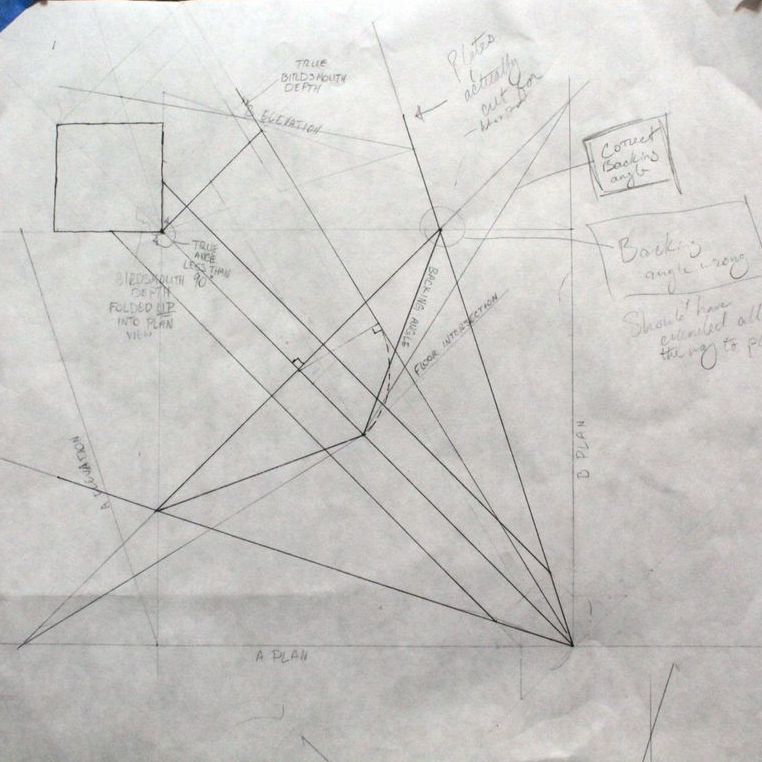 TRUE
BIRDSMOUTH
DEPTH
B ELEVATION
Plates
actually
cut for
Correct
Backing
angle
Backing
angle wrong
Should have
extended all
the way to
TRUE
ANGLE
LESS THAN
90°
BIRDSMOUTH
DEPTH
FOLDED UP
INTO PLAN
VIEW
BACKING ANGLE
FLOOR INTERSECTION
A ELEVATION
B PLAN
A PLAN